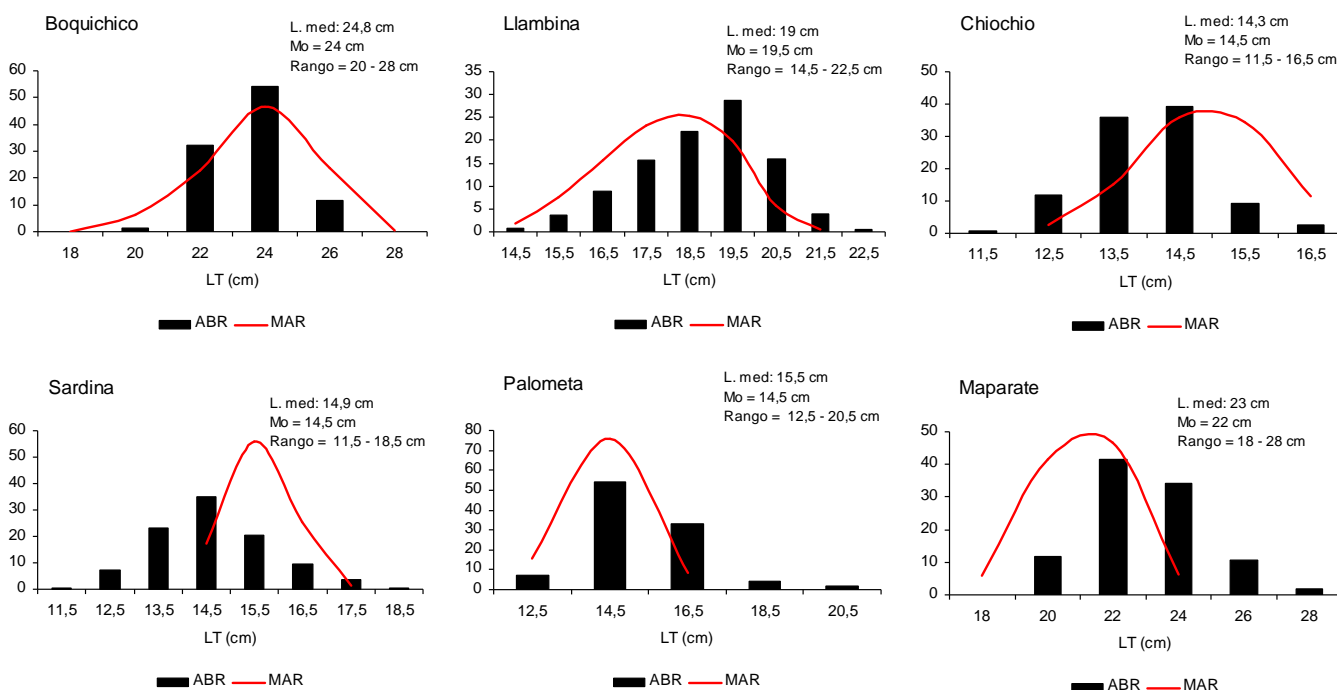 Boquichico
L. med: 24,8 cm
Mo = 24 cm
Rango = 20 - 28 cm
60
50
40
30
20
10
0
18 20 22 24 26 28
LT (cm)
ABR MAR
Llambina
L. med: 19 cm
Mo = 19,5 cm
Rango = 14,5 - 22,5 cm
35
30
25
20
15
10
5
0
14,5 15,5 16,5 17,5 18,5 19,5 20,5 21,5 22,5
LT (cm)
ABR MAR
Chiochio
L. med: 14,3 cm
Mo = 14,5 cm
Rango = 11,5 - 16,5 cm
50
40
30
20
10
0
11,5 12,5 13,5 14,5 15,5 16,5
LT (cm)
ABR MAR
Sardina
L. med: 14,9 cm
Mo = 14,5 cm
Rango = 11,5 - 18,5 cm
60
50
40
30
20
10
0
11,5 12,5 13,5 14,5 15,5 16,5 17,5 18,5
LT (cm)
ABR MAR
Palometa
L. med: 15,5 cm
Mo = 14,5 cm
Rango = 12,5 - 20,5 cm
80
70
60
50
40
30
20
10
0
12,5 14,5 16,5 18,5 20,5
LT (cm)
ABR MAR
Maparate
L. med: 23 cm
Mo = 22 cm
Rango = 18 - 28 cm
50
40
30
20
10
0
18 20 22 24 26 28
LT (cm)
ABR MAR